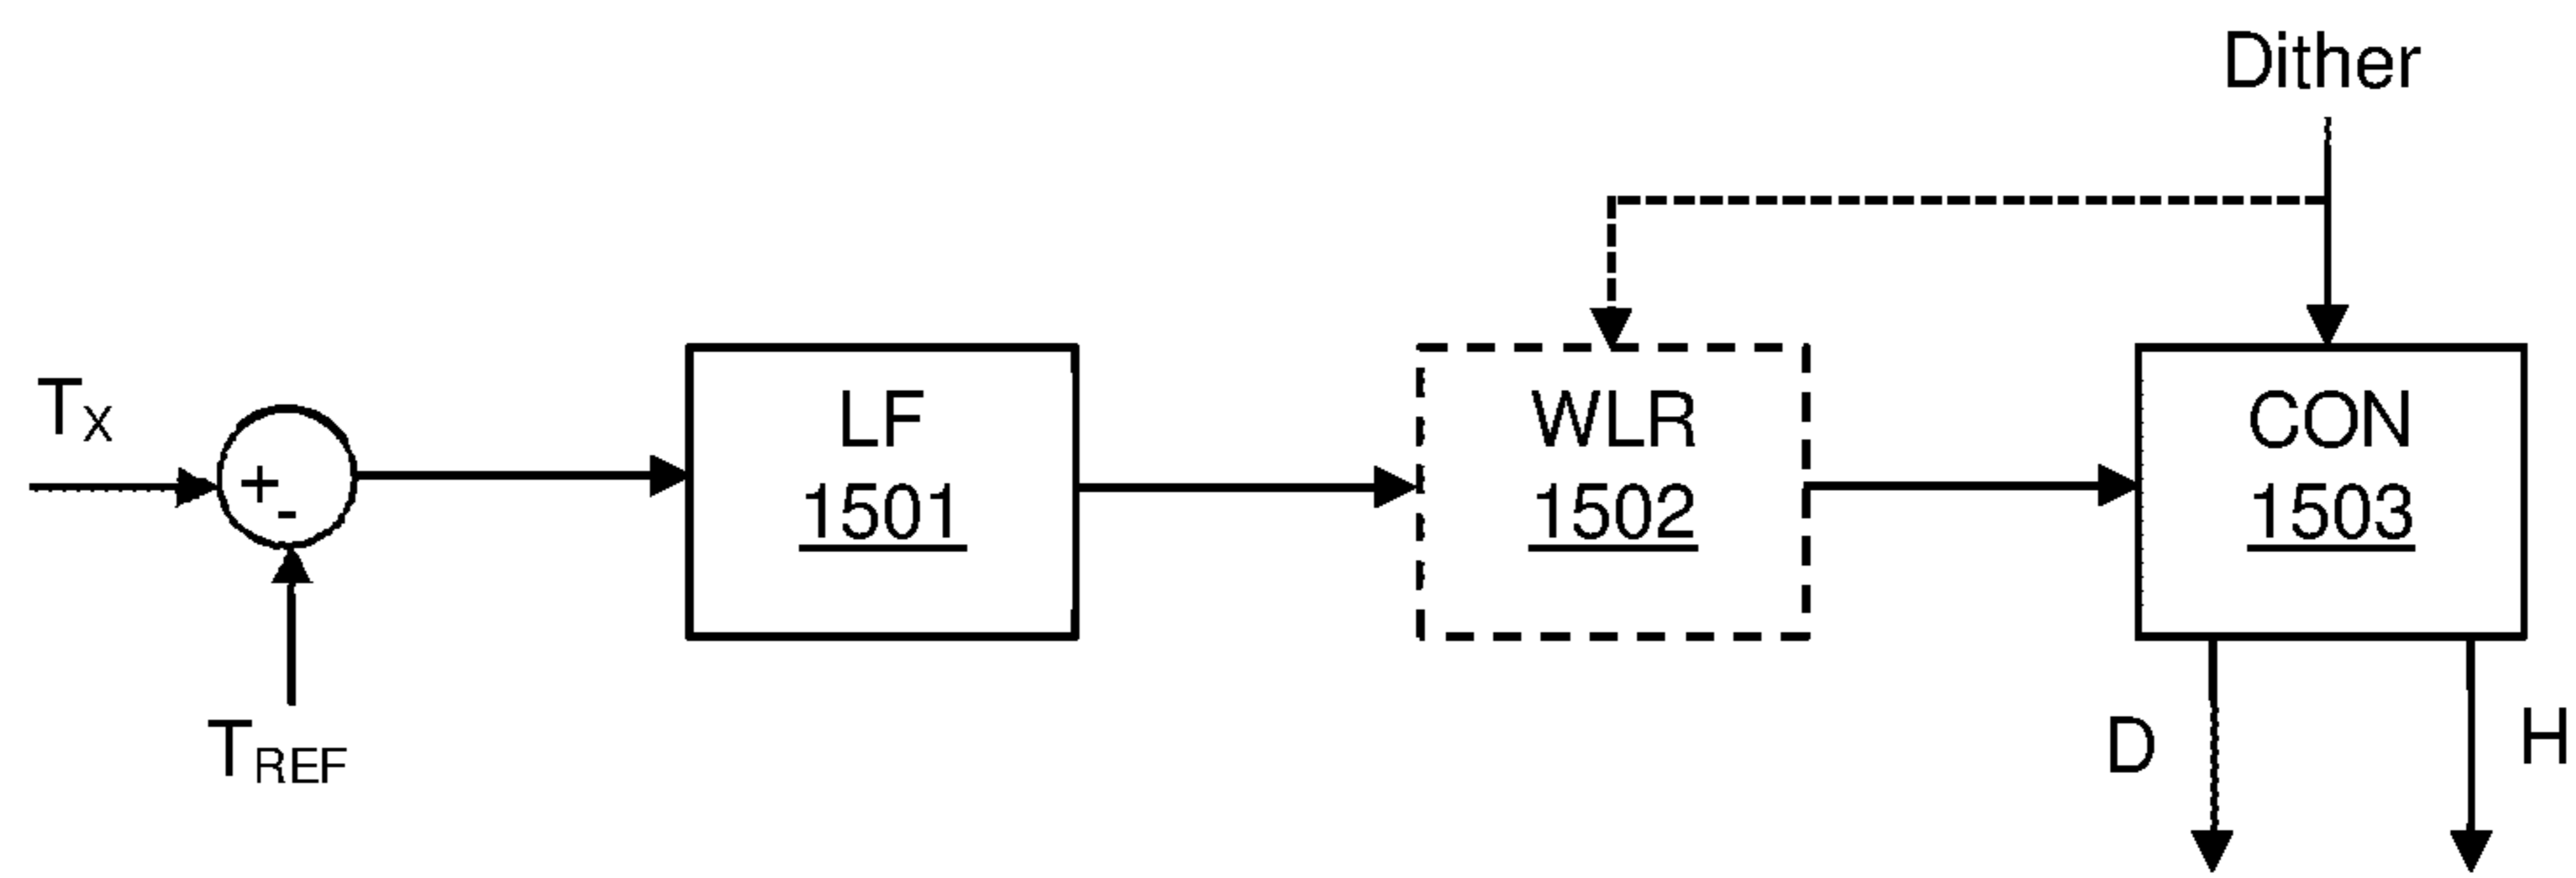 Dither
TX
+
-
TREF
LF
1501
WLR
1502
CON
1503
D
H